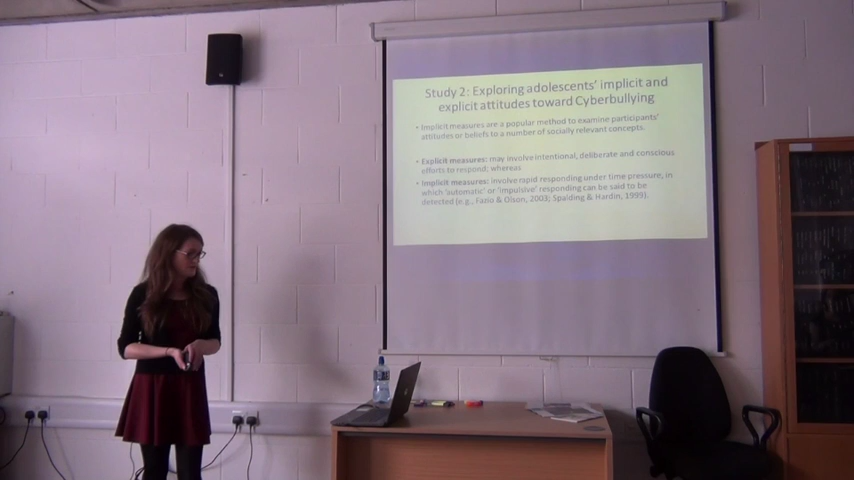 Study 2: Exploring adolescents' implicit and
explicit attitudes toward Cyberbullying
• Implicit measures are a popular method to examine participants'
attitudes or beliefs to a number of socially relevant concepts.
• Explicit measures: may involve intentional, deliberate and conscious
efforts to respond; whereas
• Implicit measures: involve rapid responding under time pressure, in
which 'automatic' or 'impulsive' responding can be said to be
detected (e.g., Fazio & Olson, 2003; Spalding & Hardin, 1999).